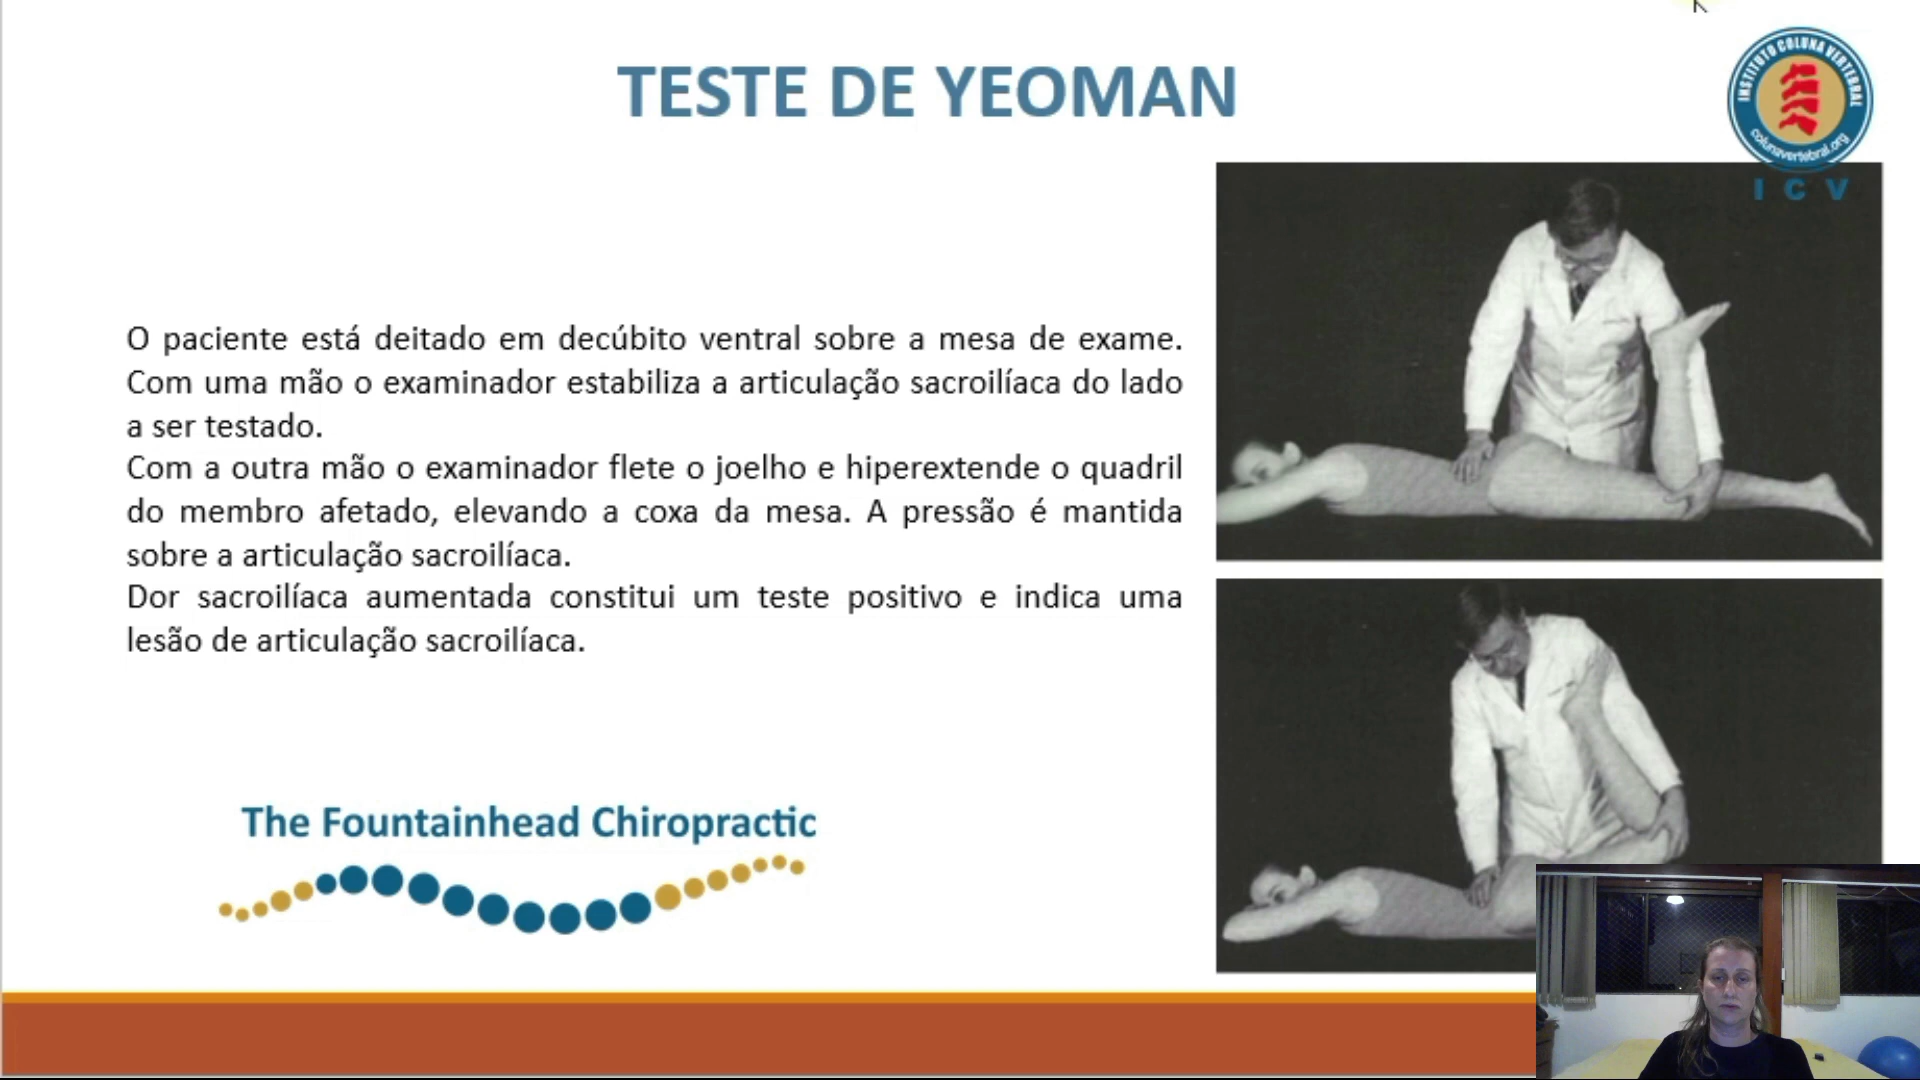 TESTE DE YEOMAN
INSTITUTO COLUNA VERTEBRAL
colunavertebral.org
I C V
O paciente está deitado em decúbito ventral sobre a mesa de exame.
Com uma mão o examinador estabiliza a articulação sacroilíaca do lado
a ser testado.
Com a outra mão o examinador flete o joelho e hiperextende o quadril
do membro afetado, elevando a coxa da mesa. A pressão é mantida
sobre a articulação sacroilíaca.
Dor sacroilíaca aumentada constitui um teste positivo e indica uma
lesão de articulação sacroilíaca.
The Fountainhead Chiropractic